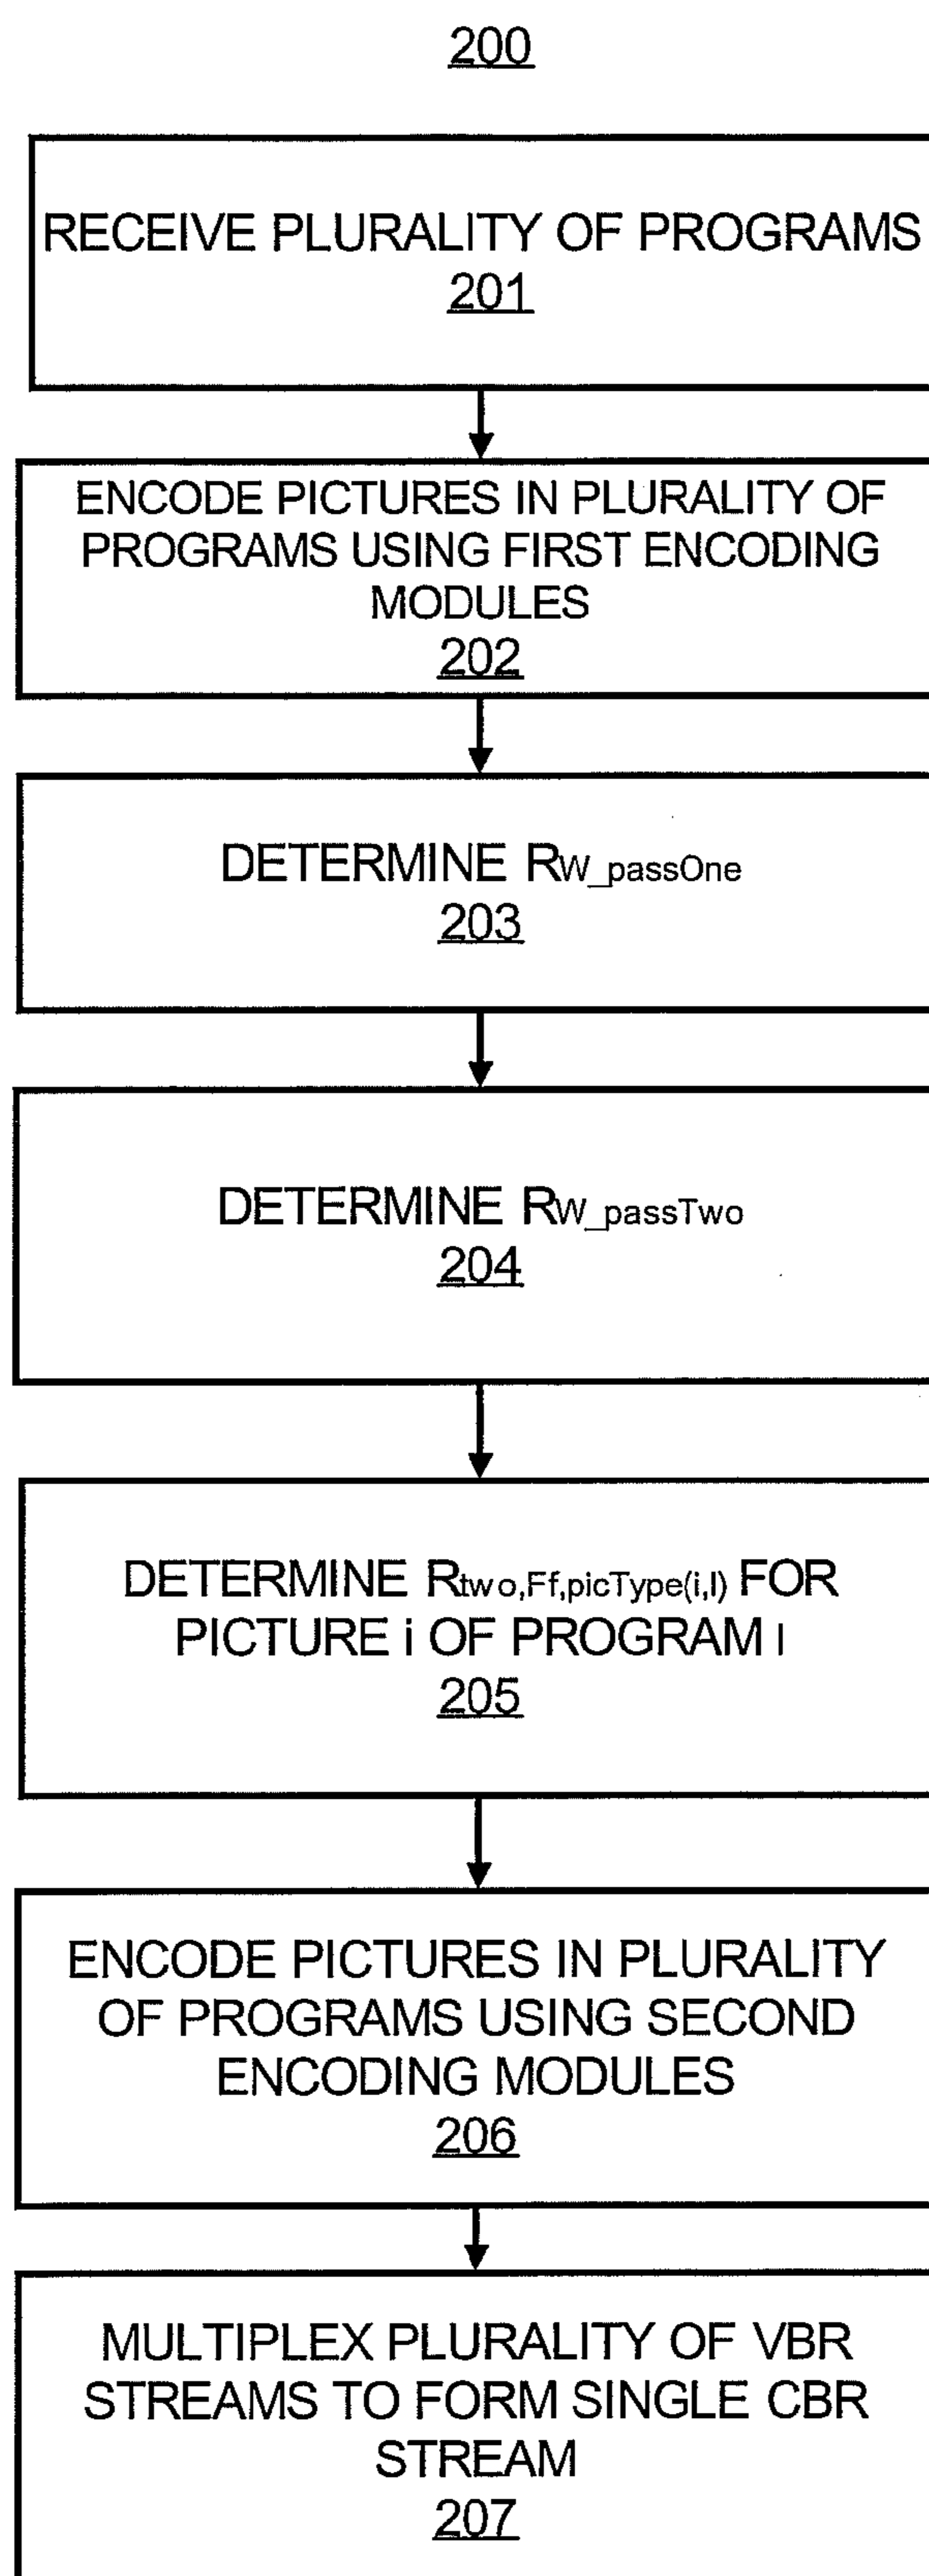 200
RECEIVE PLURALITY OF PROGRAMS
201
ENCODE PICTURES IN PLURALITY OF
PROGRAMS USING FIRST ENCODING
MODULES
202
DETERMINE RW_passOne
203
DETERMINE RW_passTwo
204
DETERMINE Rtwo,Ff,picType(i,l) FOR
PICTURE i OF PROGRAM l
205
ENCODE PICTURES IN PLURALITY
OF PROGRAMS USING SECOND
ENCODING MODULES
206
MULTIPLEX PLURALITY OF VBR
STREAMS TO FORM SINGLE CBR
STREAM
207